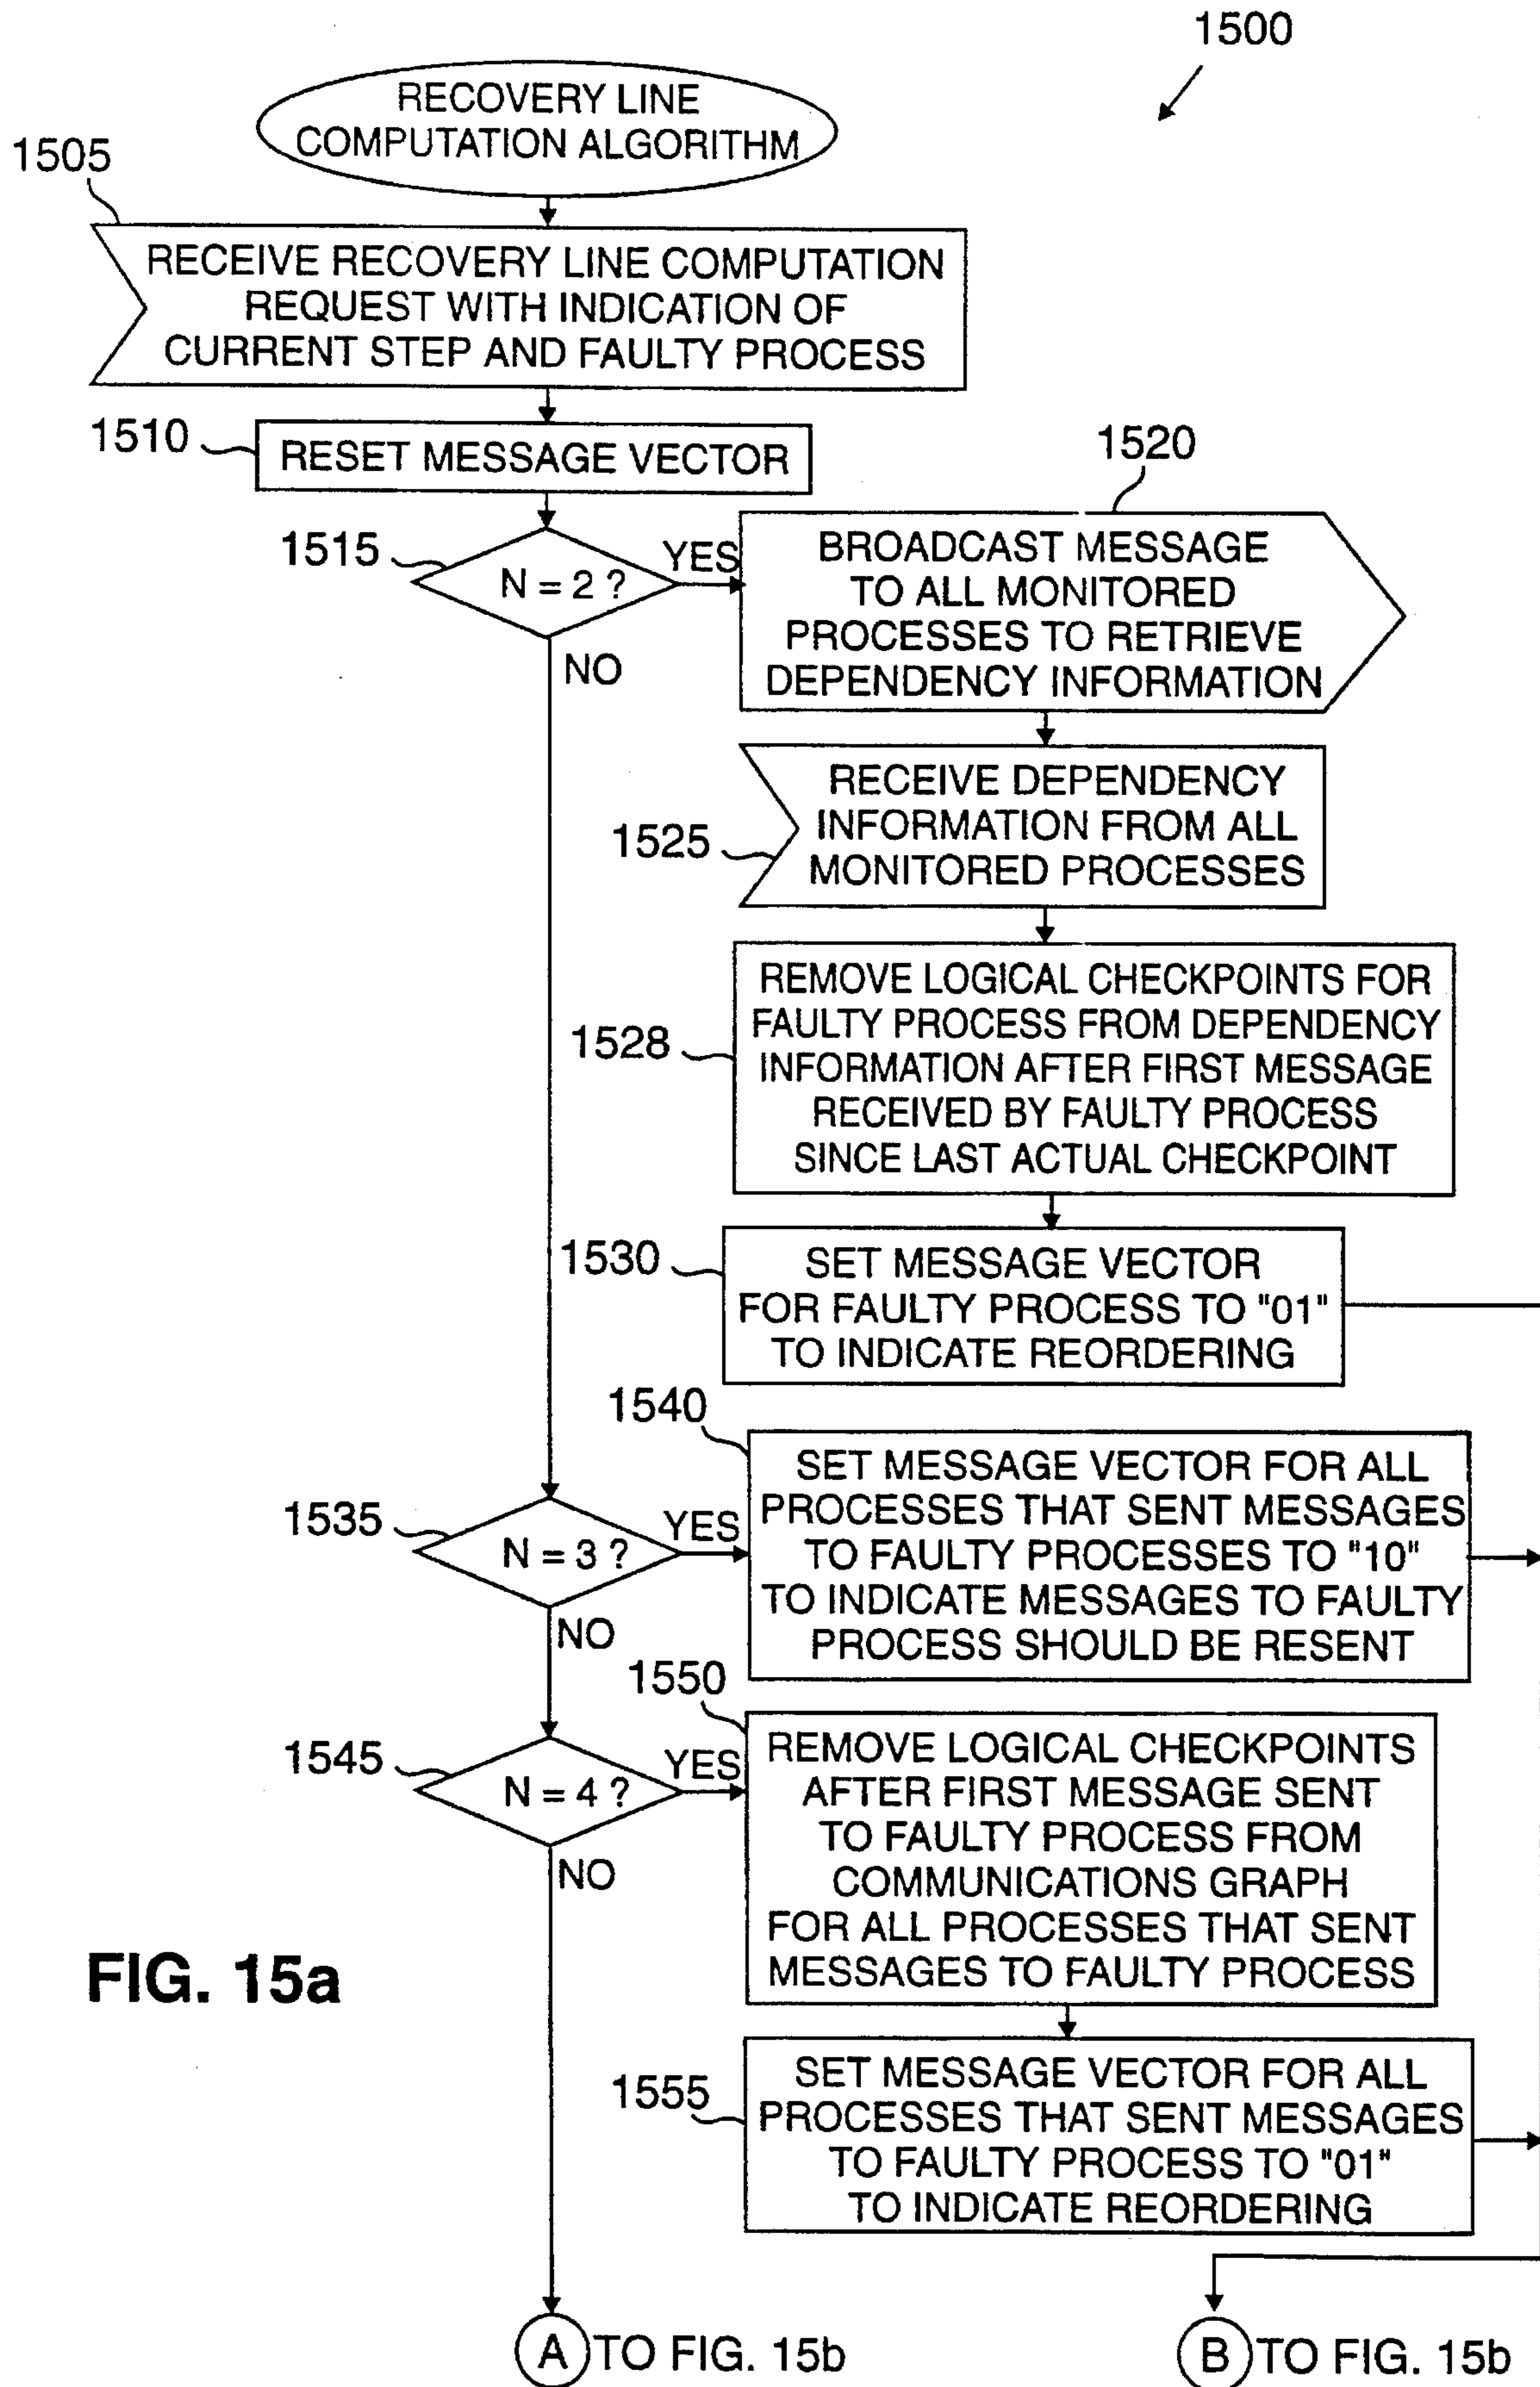 1500
RECOVERY LINE
COMPUTATION ALGORITHM
1505
RECEIVE RECOVERY LINE COMPUTATION
REQUEST WITH INDICATION OF
CURRENT STEP AND FAULTY PROCESS
1510
RESET MESSAGE VECTOR
1515
N = 2 ?
YES
NO
1520
BROADCAST MESSAGE
TO ALL MONITORED
PROCESSES TO RETRIEVE
DEPENDENCY INFORMATION
1525
RECEIVE DEPENDENCY
INFORMATION FROM ALL
MONITORED PROCESSES
1528
REMOVE LOGICAL CHECKPOINTS FOR
FAULTY PROCESS FROM DEPENDENCY
INFORMATION AFTER FIRST MESSAGE
RECEIVED BY FAULTY PROCESS
SINCE LAST ACTUAL CHECKPOINT
1530
SET MESSAGE VECTOR
FOR FAULTY PROCESS TO "01"
TO INDICATE REORDERING
1535
N = 3 ?
YES
NO
1540
SET MESSAGE VECTOR FOR ALL
PROCESSES THAT SENT MESSAGES
TO FAULTY PROCESSES TO "10"
TO INDICATE MESSAGES TO FAULTY
PROCESS SHOULD BE RESENT
1545
N = 4 ?
YES
NO
1550
REMOVE LOGICAL CHECKPOINTS
AFTER FIRST MESSAGE SENT
TO FAULTY PROCESS FROM
COMMUNICATIONS GRAPH
FOR ALL PROCESSES THAT SENT
MESSAGES TO FAULTY PROCESS
1555
SET MESSAGE VECTOR FOR ALL
PROCESSES THAT SENT MESSAGES
TO FAULTY PROCESS TO "01"
TO INDICATE REORDERING
FIG. 15a
A TO FIG. 15b
B TO FIG. 15b